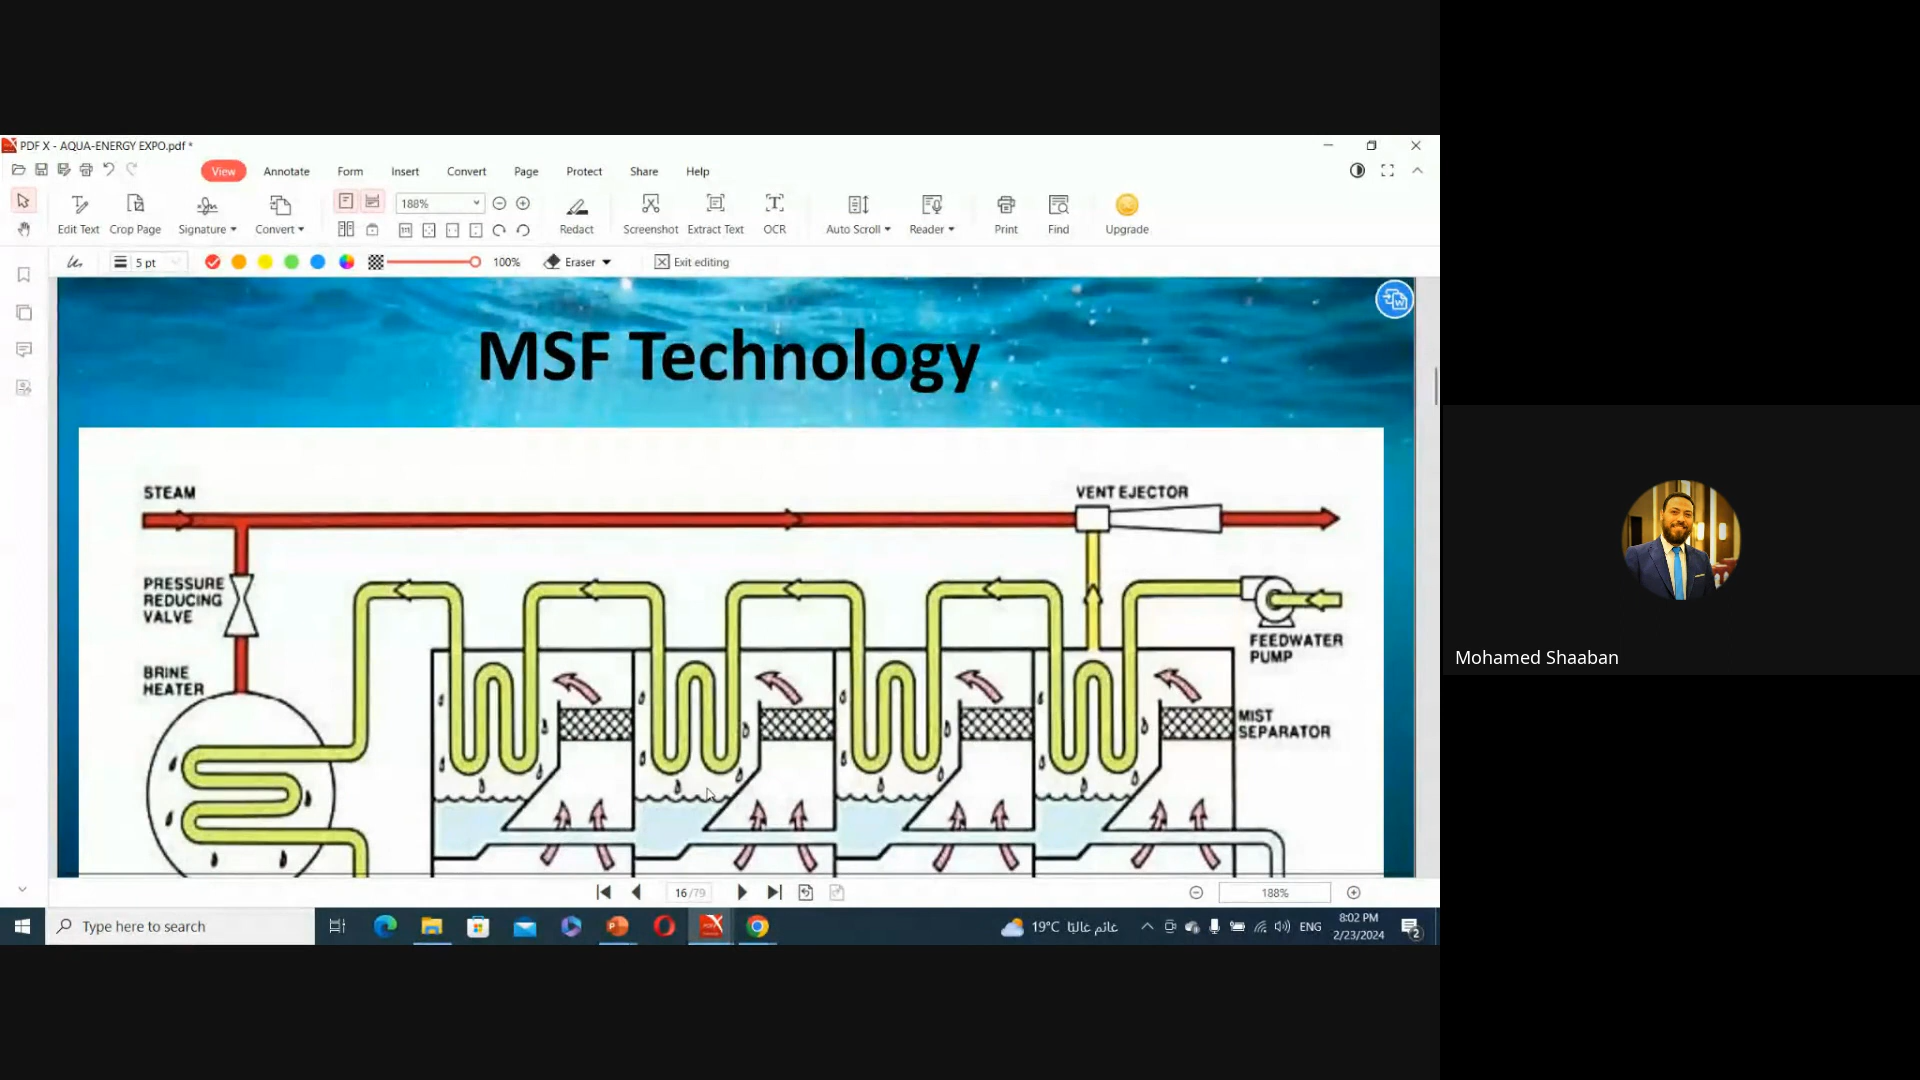 PDF X - AQUA-ENERGY EXPO.pdf *
View Annotate Form Insert Convert Page Protect Share Help
188%
Edit Text Crop Page Signature Convert Redact Screenshot Extract Text OCR Auto Scroll Reader Print Find Upgrade
5 pt 100% Eraser Exit editing
MSF Technology
STEAM
VENT EJECTOR
PRESSURE
REDUCING
VALVE
FEEDWATER
PUMP
BRINE
HEATER
MIST
SEPARATOR
Mohamed Shaaban
16 /79
188%
Type here to search
19°C غائم غالبًا
ENG
8:02 PM
2/23/2024
2